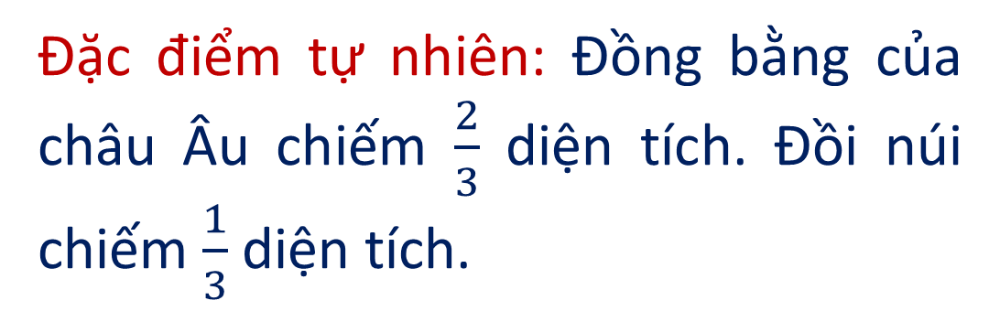 Đặc điểm tự nhiên: Đồng bằng của
châu Âu chiếm 2/3 diện tích. Đồi núi
chiếm 1/3 diện tích.